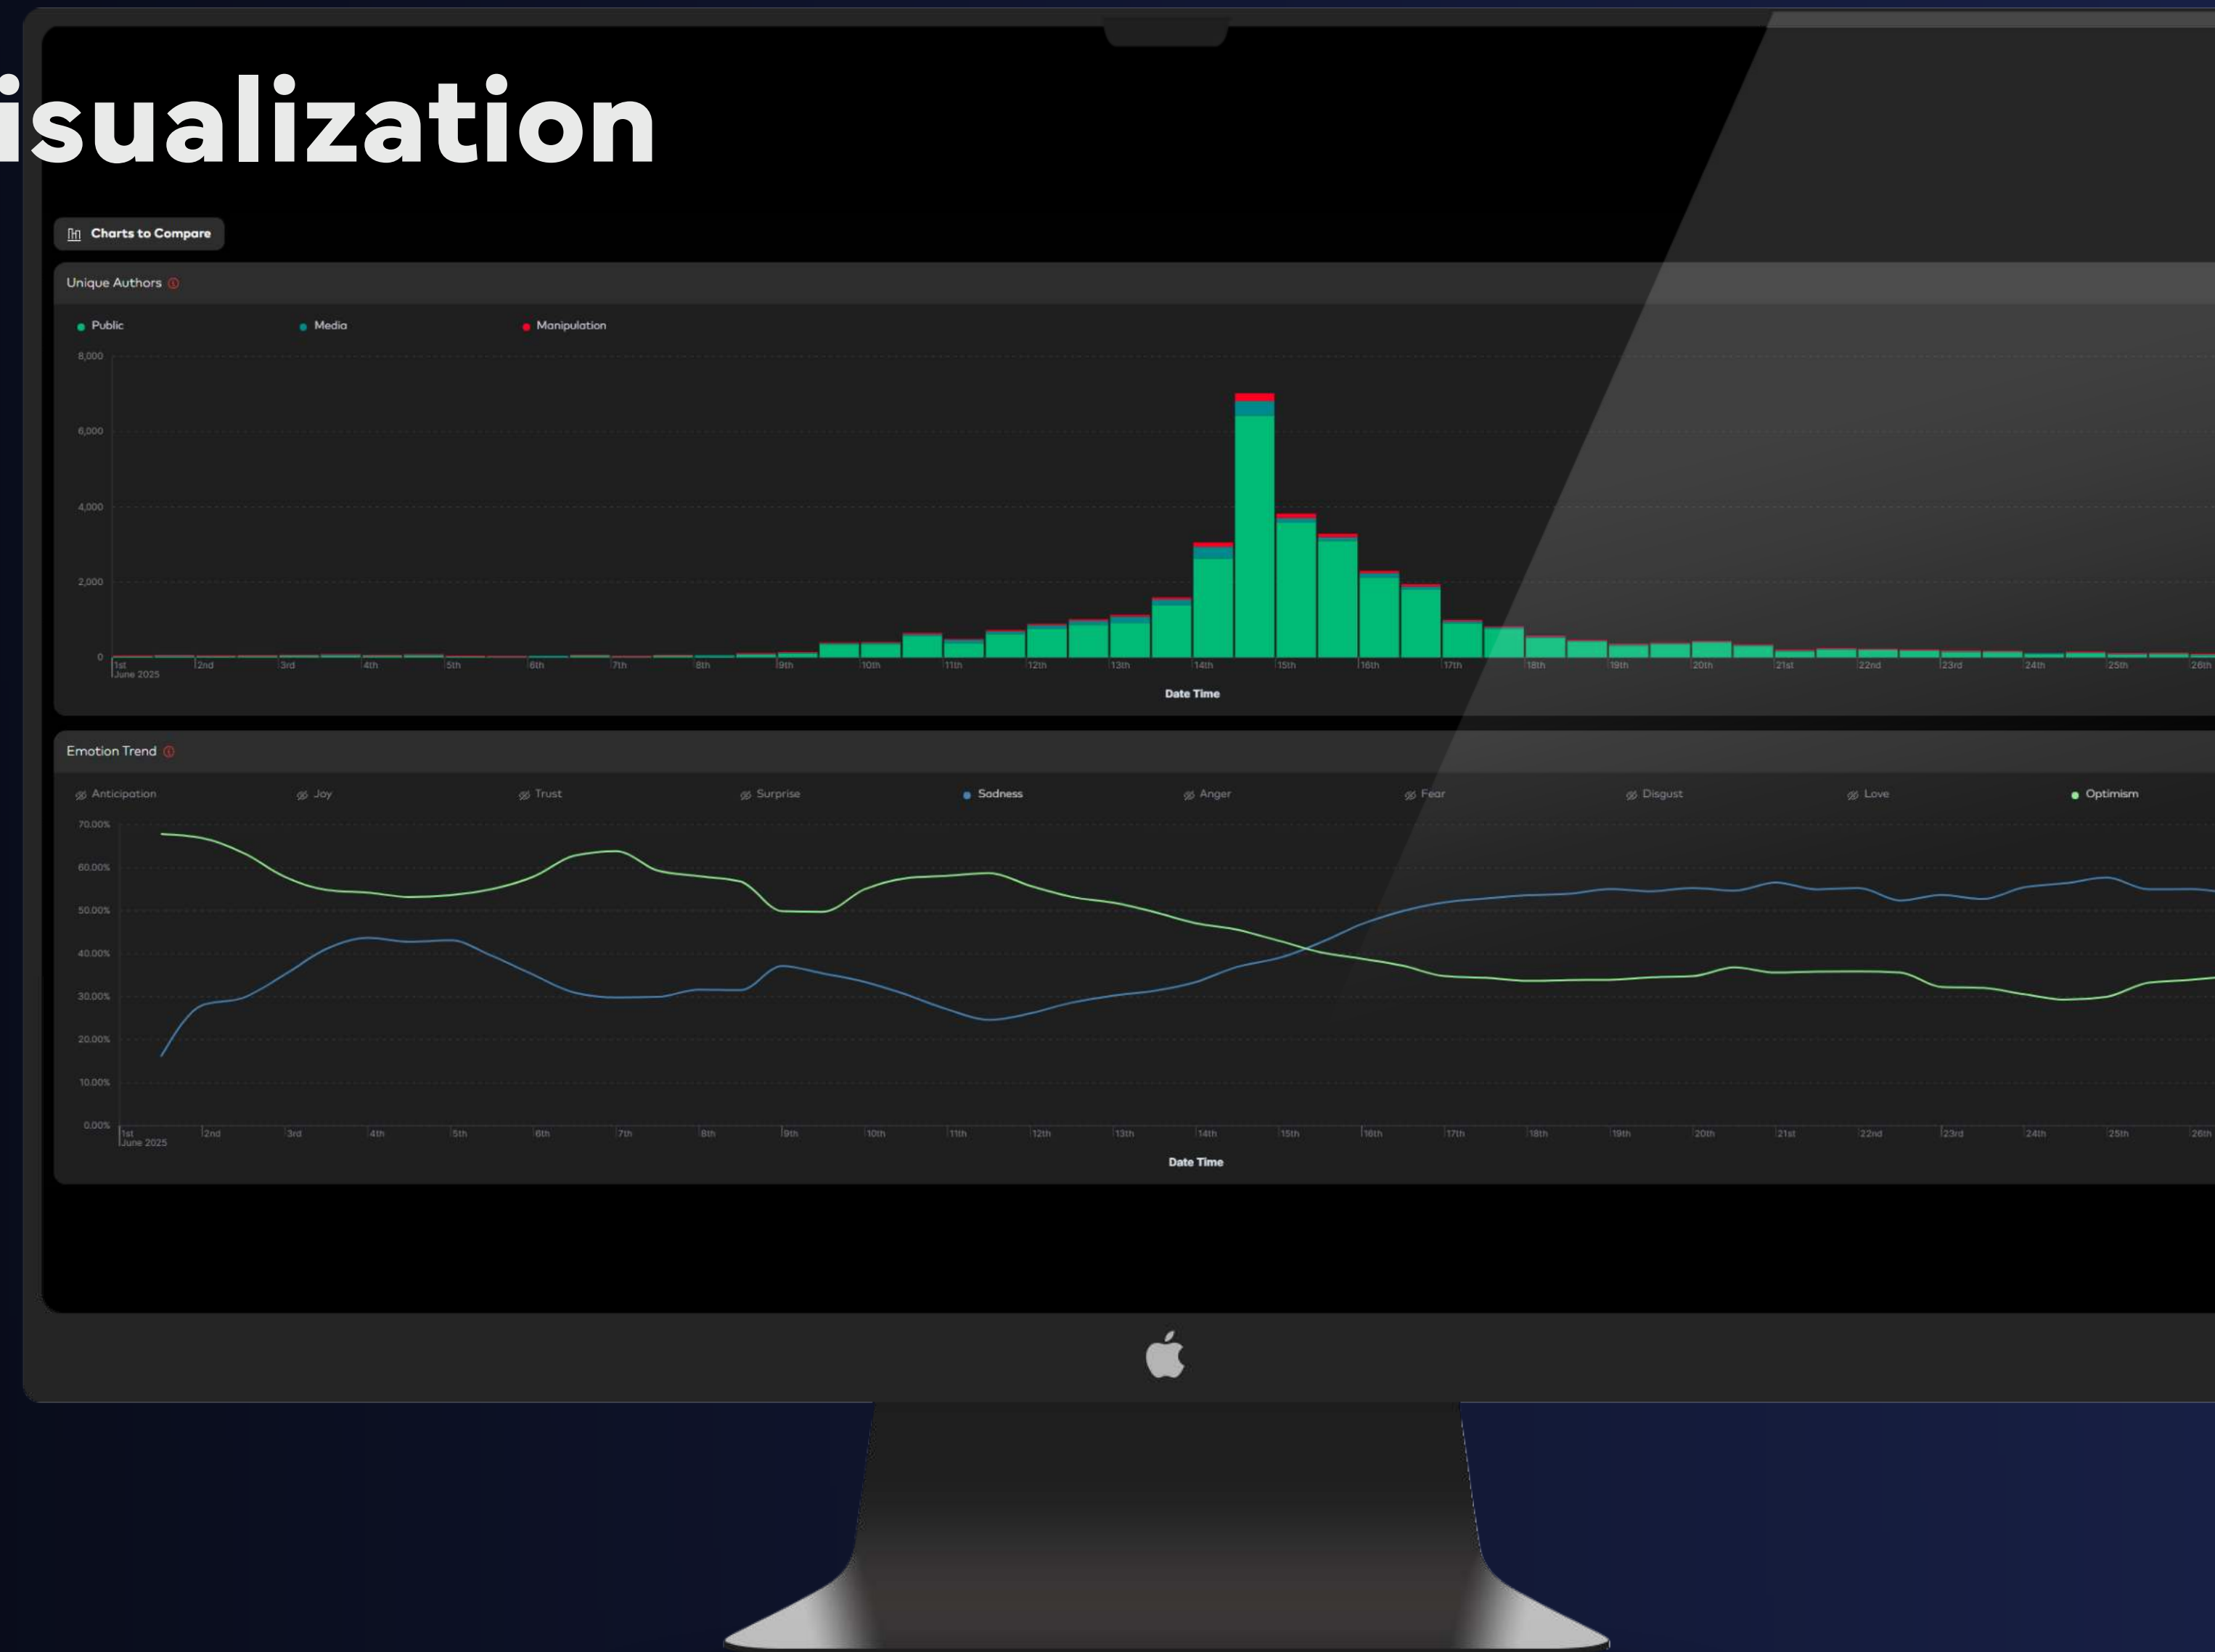 isualization
Charts to Compare
Unique Authors
Public Media Manipulation
8,000
6,000
4,000
2,000
0
1st 2nd 3rd 4th 5th 6th 7th 8th 9th 10th 11th 12th 13th 14th 15th 16th 17th 18th 19th 20th 21st 22nd 23rd 24th 25th 26th
June 2025
Date Time
Emotion Trend
Anticipation Joy Trust Surprise Sadness Anger Fear Disgust Love Optimism
70.00%
60.00%
50.00%
40.00%
30.00%
20.00%
10.00%
0.00%
1st 2nd 3rd 4th 5th 6th 7th 8th 9th 10th 11th 12th 13th 14th 15th 16th 17th 18th 19th 20th 21st 22nd 23rd 24th 25th 26th
June 2025
Date Time